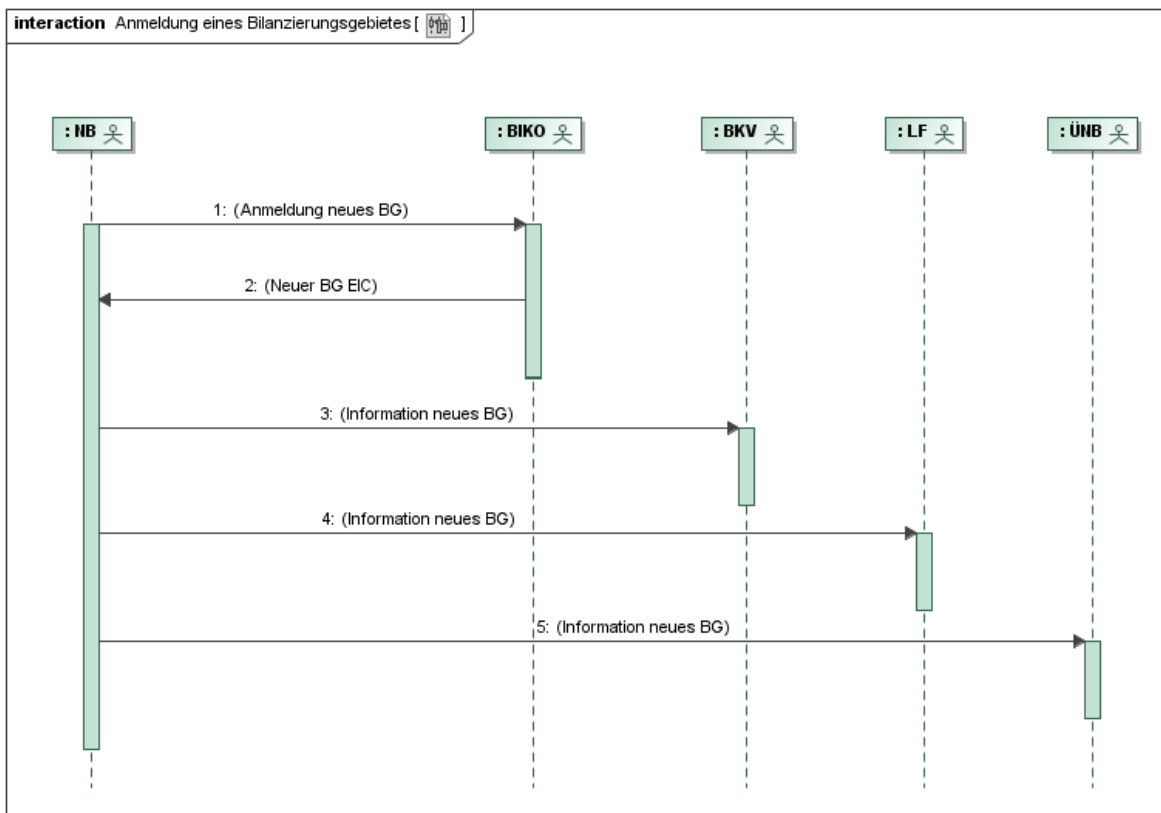 interaction Anmeldung eines Bilanzierungsgebietes [ ]
: NB
: BIKO
: BKV
: LF
: ÜNB
1: (Anmeldung neues BG)
2: (Neuer BG EIC)
3: (Information neues BG)
4: (Information neues BG)
5: (Information neues BG)